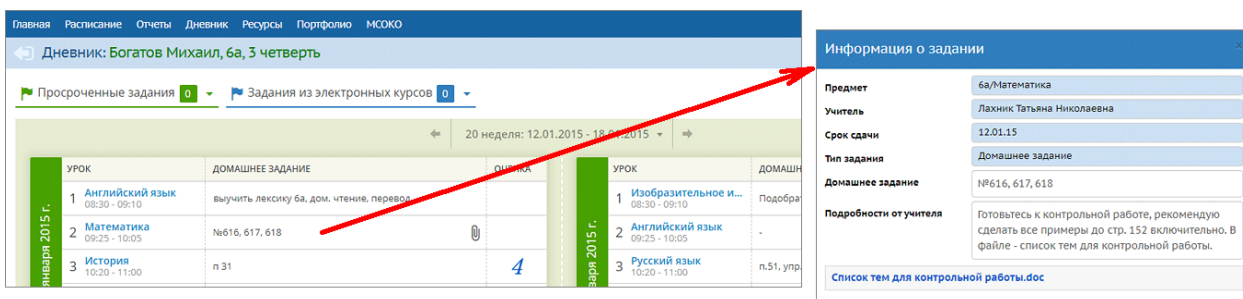 Главная Расписание Отчеты Дневник Ресурсы Портфолио МСОКО
Дневник: Богатов Михаил, 6а, 3 четверть
Просроченные задания 0
Задания из электронных курсов 0
20 неделя: 12.01.2015 - 18.01.2015
УРОК ДОМАШНЕЕ ЗАДАНИЕ ОЦЕНКА
января 2015 г.
1 Английский язык выучить лексику 6а, дом. чтение, перевод...
08:30 - 09:10
2 Математика №616, 617, 618
09:25 - 10:05
3 История п 31 4
10:20 - 11:00
УРОК ДОМАШН
варя 2015 г.
1 Изобразительное и... Подобрат
08:30 - 09:10
2 Английский язык -
09:25 - 10:05
3 Русский язык п.51, упр.
10:20 - 11:00
Информация о задании
Предмет 6а/Математика
Учитель Лахник Татьяна Николаевна
Срок сдачи 12.01.15
Тип задания Домашнее задание
Домашнее задание №616, 617, 618
Подробности от учителя Готовьтесь к контрольной работе, рекомендую
сделать все примеры до стр. 152 включительно. В
файле - список тем для контрольной работы.
Список тем для контрольной работы.doc